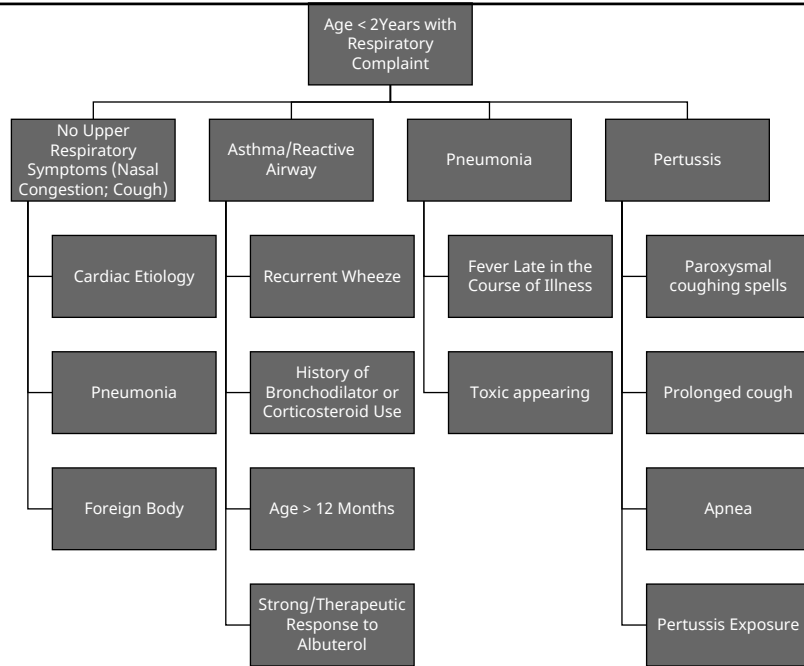 Age < 2Years with
Respiratory
Complaint
No Upper
Respiratory
Symptoms (Nasal
Congestion; Cough)
Asthma/Reactive
Airway
Pneumonia
Pertussis
Cardiac Etiology
Recurrent Wheeze
Fever Late in the
Course of Illness
Paroxysmal
coughing spells
Pneumonia
History of
Bronchodilator or
Corticosteroid Use
Toxic appearing
Prolonged cough
Foreign Body
Age > 12 Months
Apnea
Strong/Therapeutic
Response to
Albuterol
Pertussis Exposure